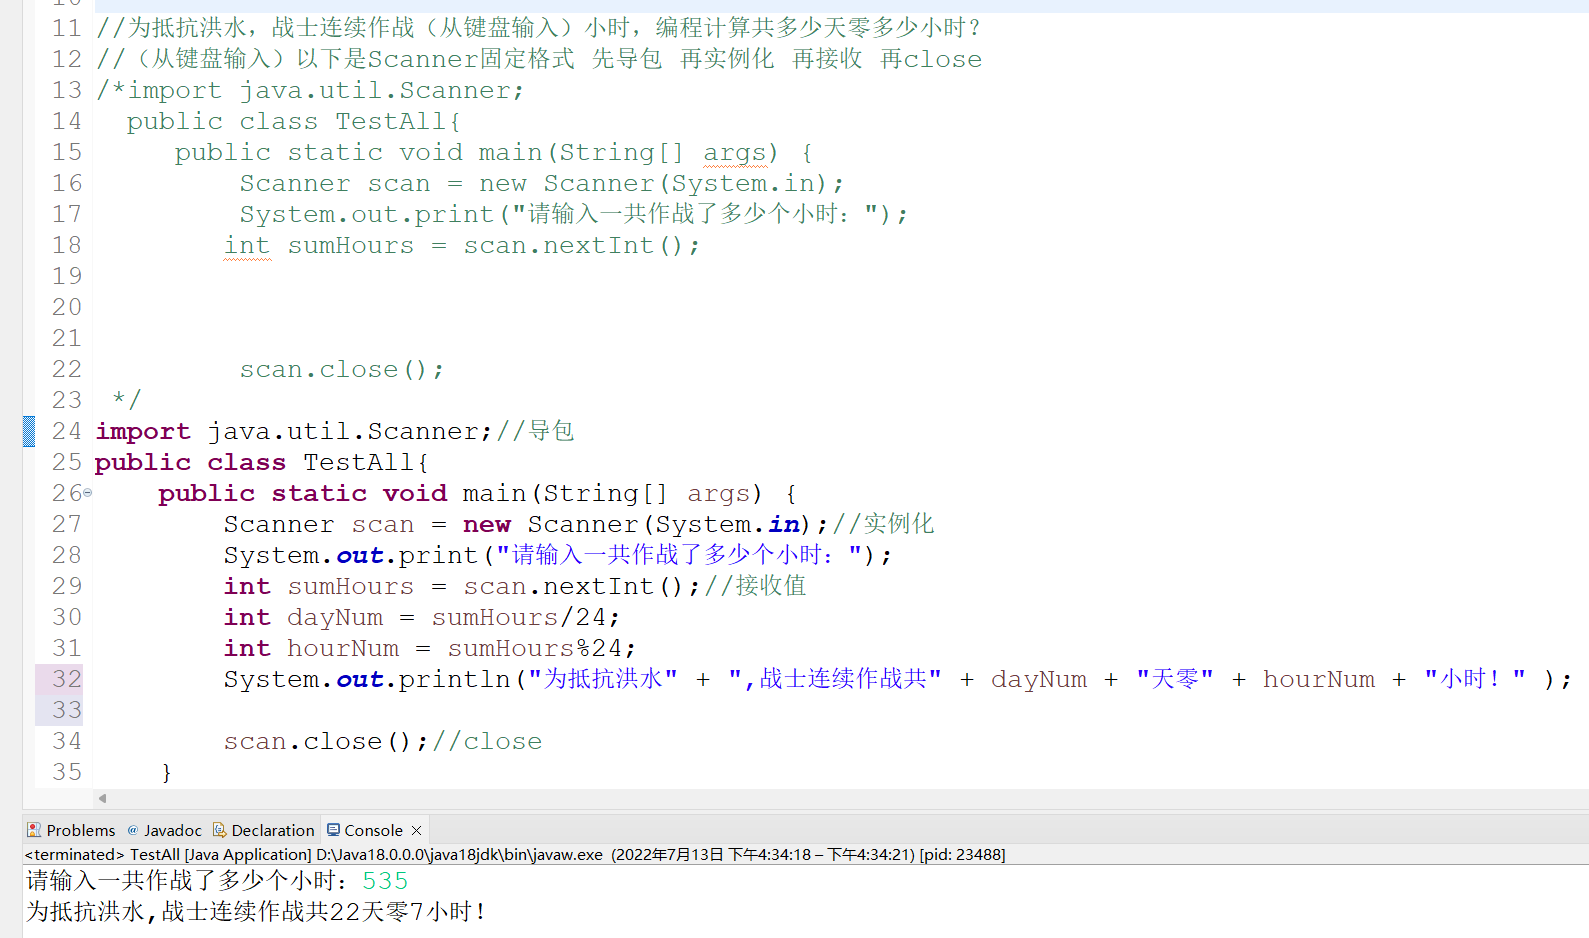 11 //为抵抗洪水，战士连续作战（从键盘输入）小时，编程计算共多少天零多少小时？
12 //（从键盘输入）以下是Scanner固定格式 先导包 再实例化 再接收 再close
13 /*import java.util.Scanner;
14 public class TestAll{
15 public static void main(String[] args) {
16 Scanner scan = new Scanner(System.in);
17 System.out.print("请输入一共作战了多少个小时：");
18 int sumHours = scan.nextInt();
19
20
21
22 scan.close();
23 */
24 import java.util.Scanner;//导包
25 public class TestAll{
26 public static void main(String[] args) {
27 Scanner scan = new Scanner(System.in);//实例化
28 System.out.print("请输入一共作战了多少个小时：");
29 int sumHours = scan.nextInt();//接收值
30 int dayNum = sumHours/24;
31 int hourNum = sumHours%24;
32 System.out.println("为抵抗洪水" + ",战士连续作战共" + dayNum + "天零" + hourNum + "小时！" );
33
34 scan.close();//close
35 }
Problems @ Javadoc Declaration Console
<terminated> TestAll [Java Application] D:\Java18.0.0.0\java18jdk\bin\javaw.exe (2022年7月13日 下午4:34:18 – 下午4:34:21) [pid: 23488]
请输入一共作战了多少个小时：535
为抵抗洪水,战士连续作战共22天零7小时！